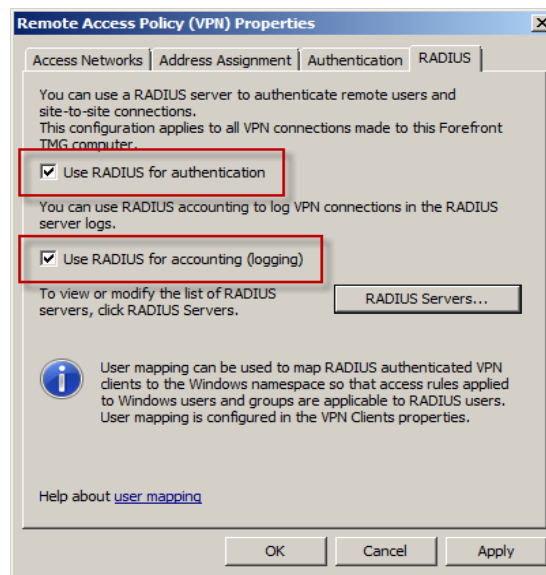 Remote Access Policy (VPN) Properties
Access Networks Address Assignment Authentication RADIUS
You can use a RADIUS server to authenticate remote users and
site-to-site connections.
This configuration applies to all VPN connections made to this Forefront
TMG computer.
Use RADIUS for authentication
You can use RADIUS accounting to log VPN connections in the RADIUS
server logs.
Use RADIUS for accounting (logging)
To view or modify the list of RADIUS
servers, click RADIUS Servers.
RADIUS Servers...
User mapping can be used to map RADIUS authenticated VPN
clients to the Windows namespace so that access rules applied
to Windows users and groups are applicable to RADIUS users.
User mapping is configured in the VPN Clients properties.
Help about user mapping
OK Cancel Apply